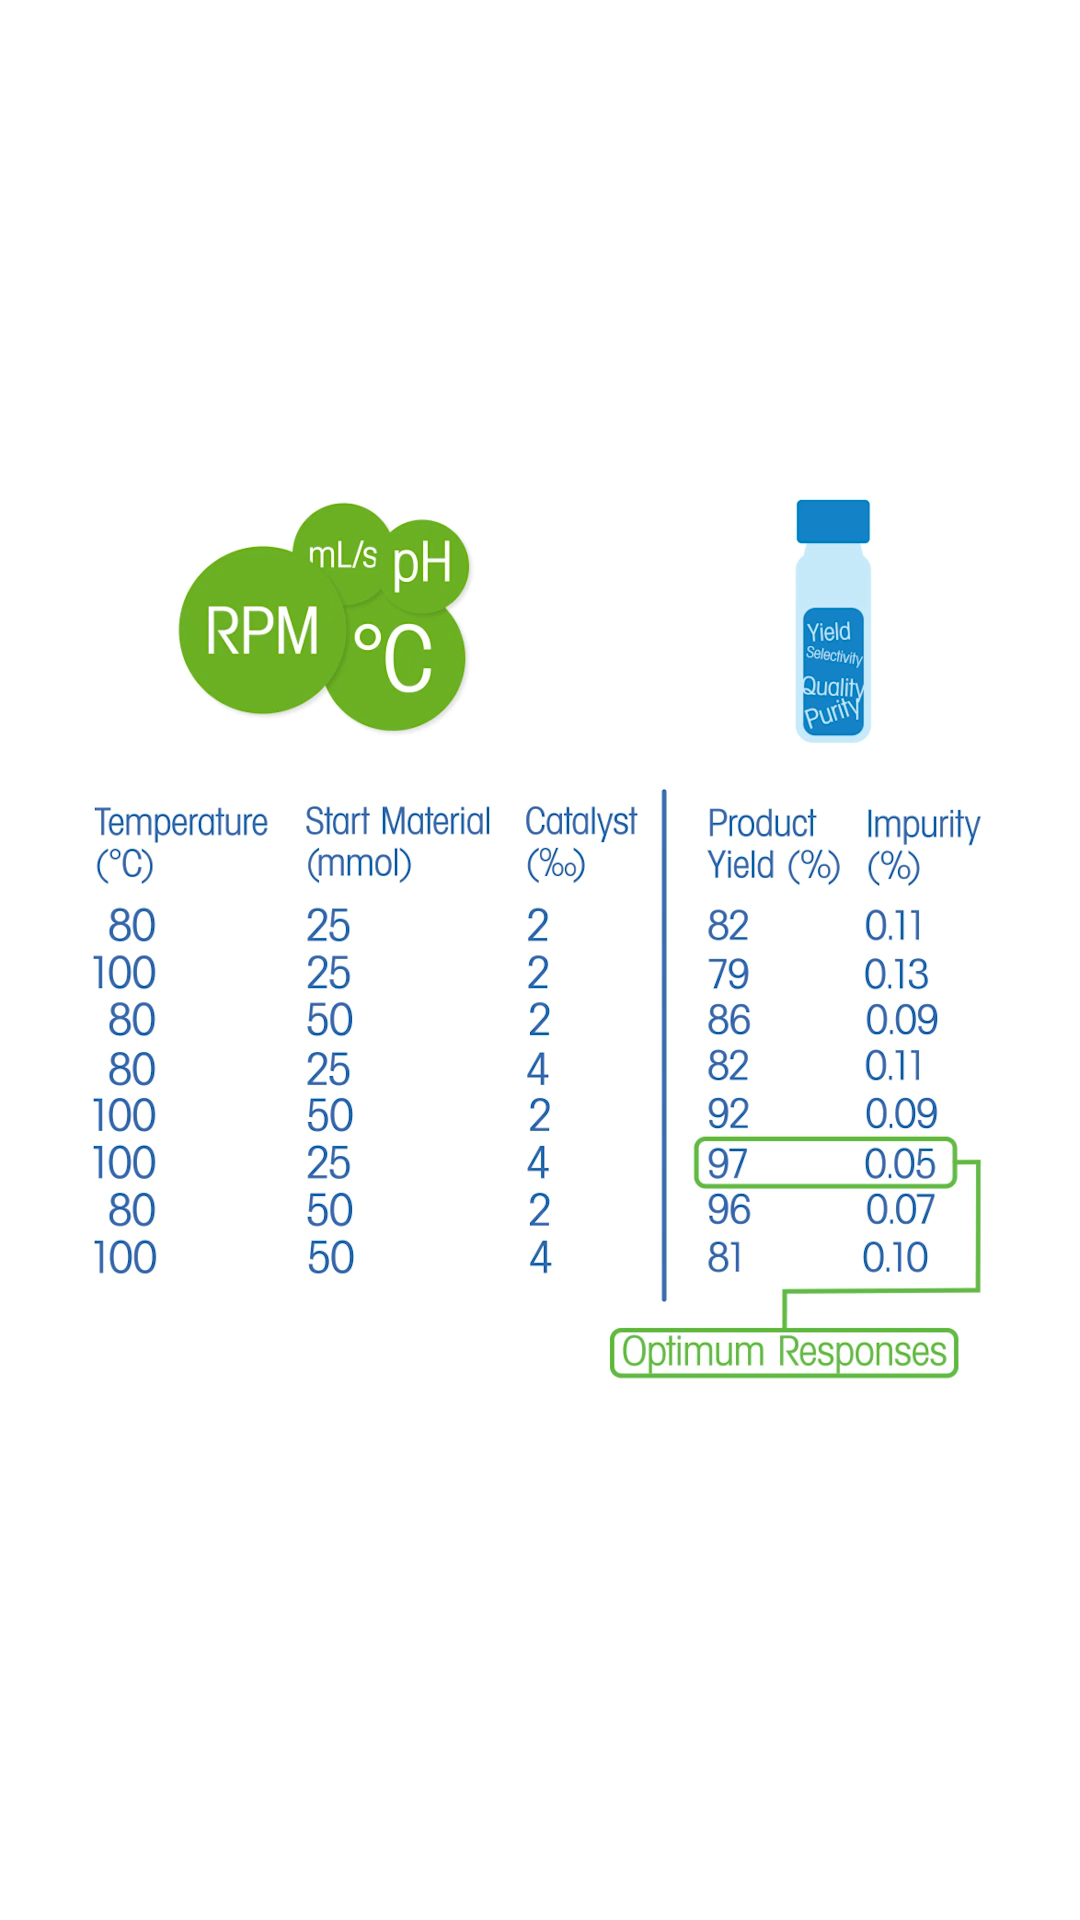 mL/s pH
RPM °C
Yield
Selectivity
Quality
Purity
Temperature Start Material Catalyst Product Impurity
(°C) (mmol) (‰) Yield (%) (%)
80 25 2 82 0.11
100 25 2 79 0.13
80 50 2 86 0.09
80 25 4 82 0.11
100 50 2 92 0.09
100 25 4 97 0.05
80 50 2 96 0.07
100 50 4 81 0.10
Optimum Responses